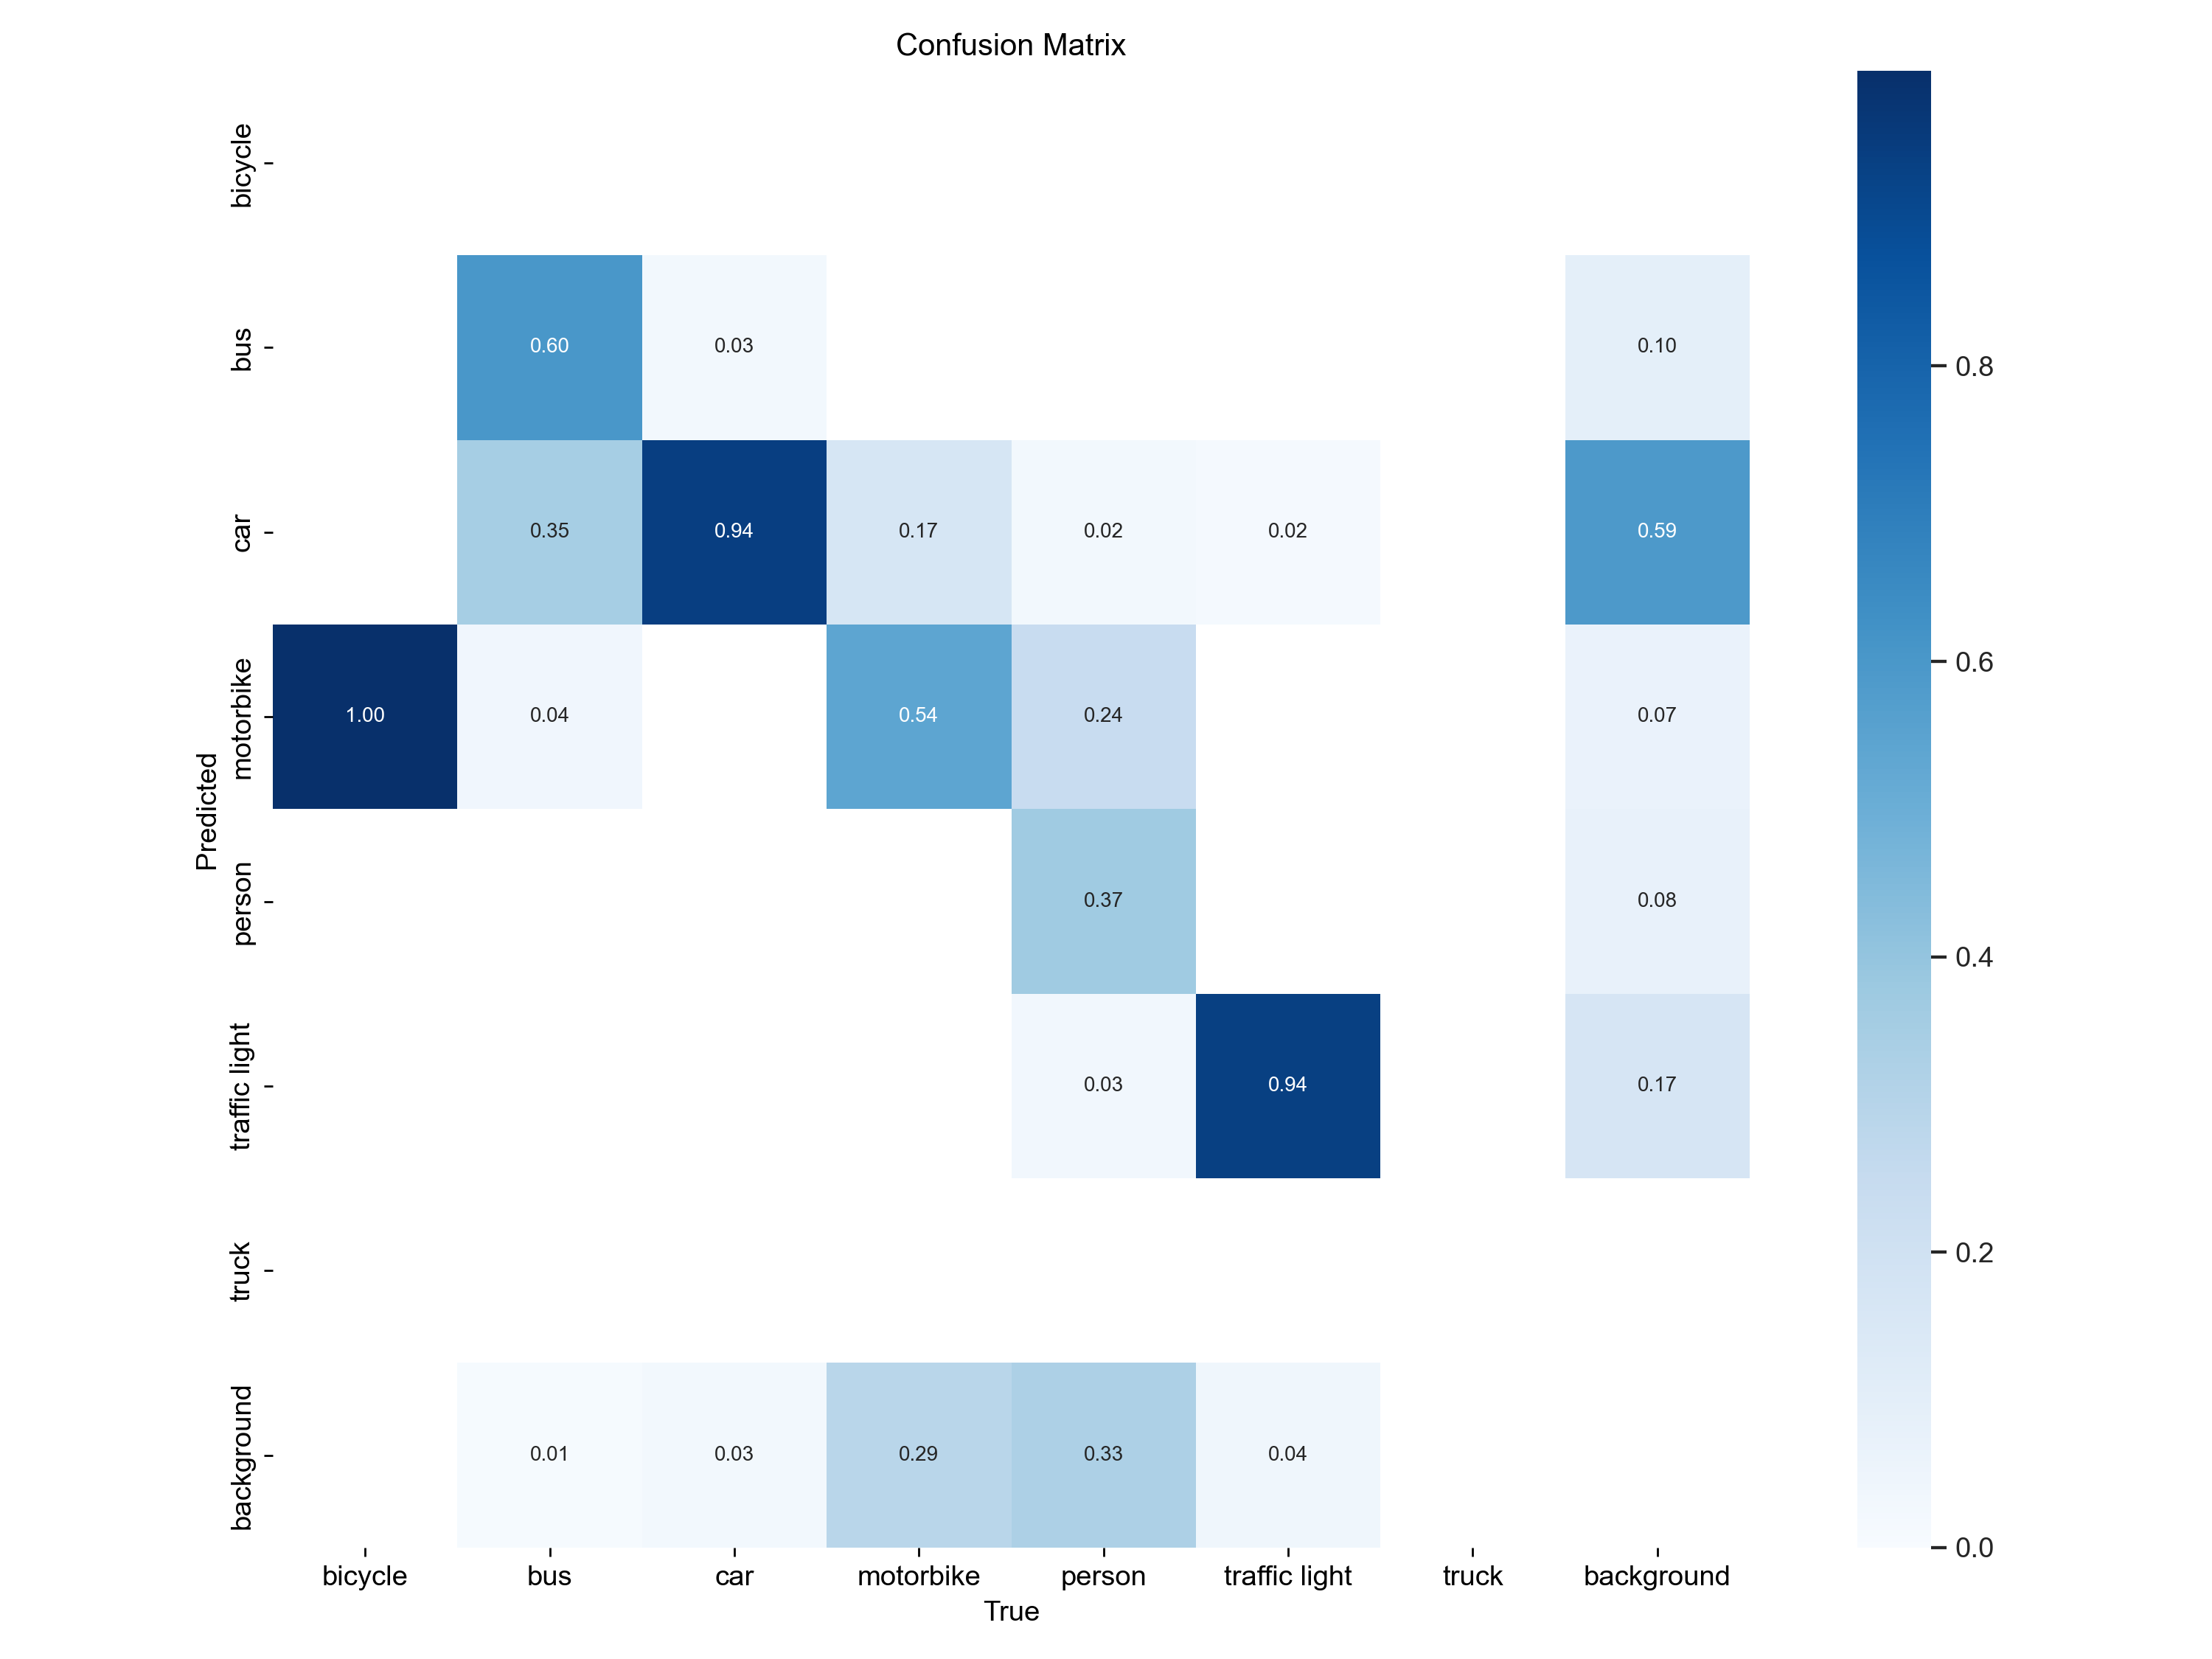 Confusion Matrix
bicycle
bus
0.60 0.03 0.10
car
0.35 0.94 0.17 0.02 0.02 0.59
motorbike
1.00 0.04 0.54 0.24 0.07
person
0.37 0.08
traffic light
0.03 0.94 0.17
truck
background
0.01 0.03 0.29 0.33 0.04
Predicted
bicycle bus car motorbike person traffic light truck background
True
0.8
0.6
0.4
0.2
0.0